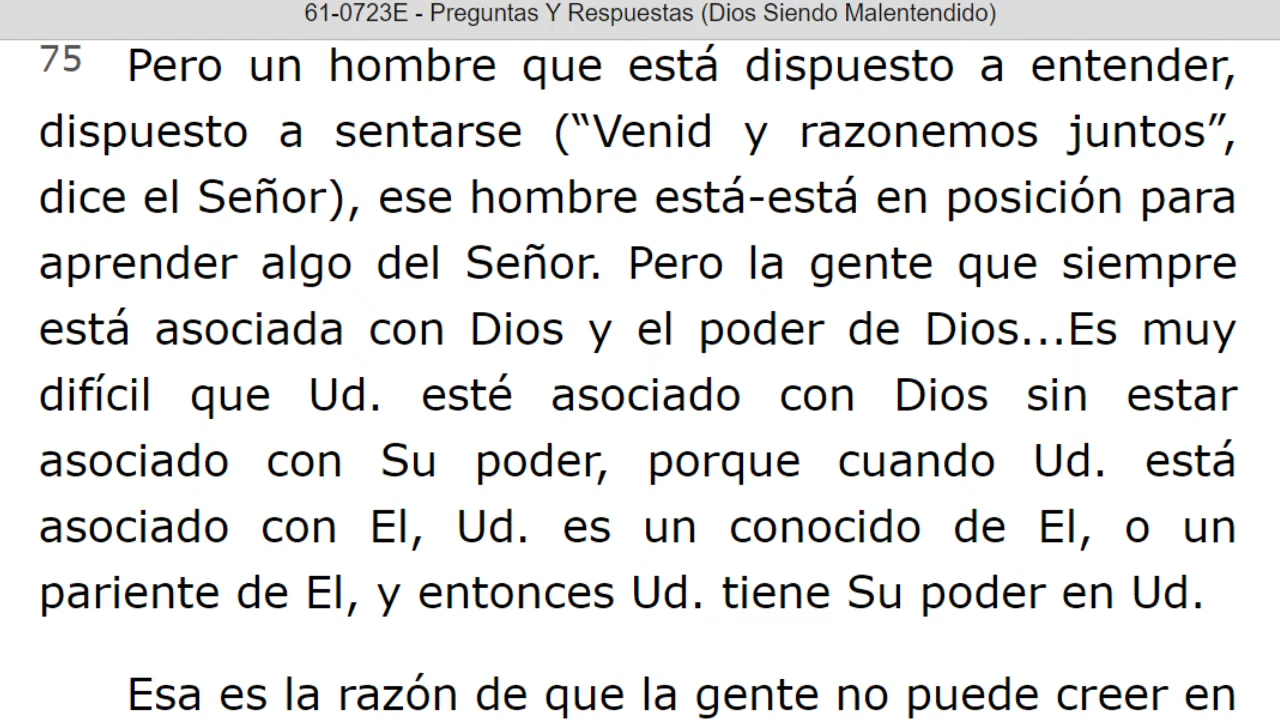 61-0723E - Preguntas Y Respuestas (Dios Siendo Malentendido)
75 Pero un hombre que está dispuesto a entender,
dispuesto a sentarse (“Venid y razonemos juntos”,
dice el Señor), ese hombre está-está en posición para
aprender algo del Señor. Pero la gente que siempre
está asociada con Dios y el poder de Dios...Es muy
difícil que Ud. esté asociado con Dios sin estar
asociado con Su poder, porque cuando Ud. está
asociado con El, Ud. es un conocido de El, o un
pariente de El, y entonces Ud. tiene Su poder en Ud.
Esa es la razón de que la gente no puede creer en